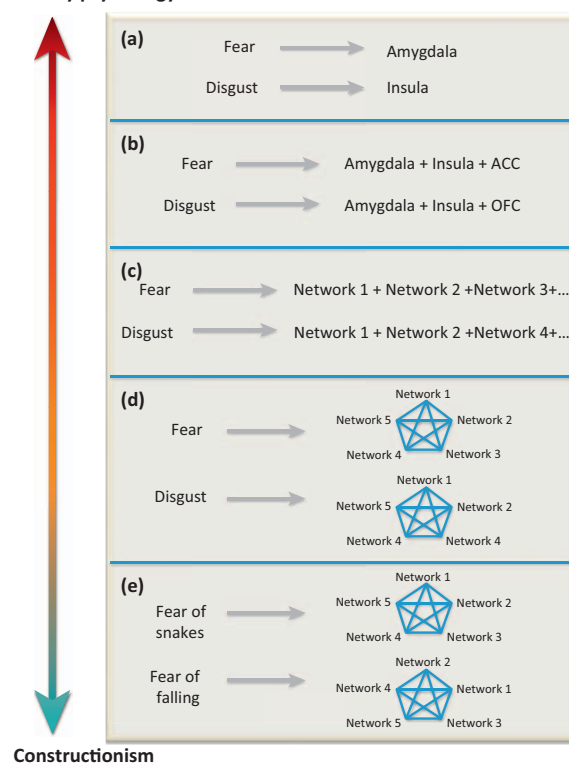 (a)
Fear Amygdala
Disgust Insula
(b)
Fear Amygdala + Insula + ACC
Disgust Amygdala + Insula + OFC
(c)
Fear Network 1 + Network 2 +Network 3+...
Disgust Network 1 + Network 2 +Network 4+...
(d)
Network 1
Fear Network 5 Network 2
Network 4 Network 3
Network 1
Disgust Network 5 Network 2
Network 4 Network 4
(e)
Network 1
Fear of
snakes
Network 5 Network 2
Network 4 Network 3
Network 2
Fear of
falling
Network 4 Network 1
Network 5 Network 3
Constructionism